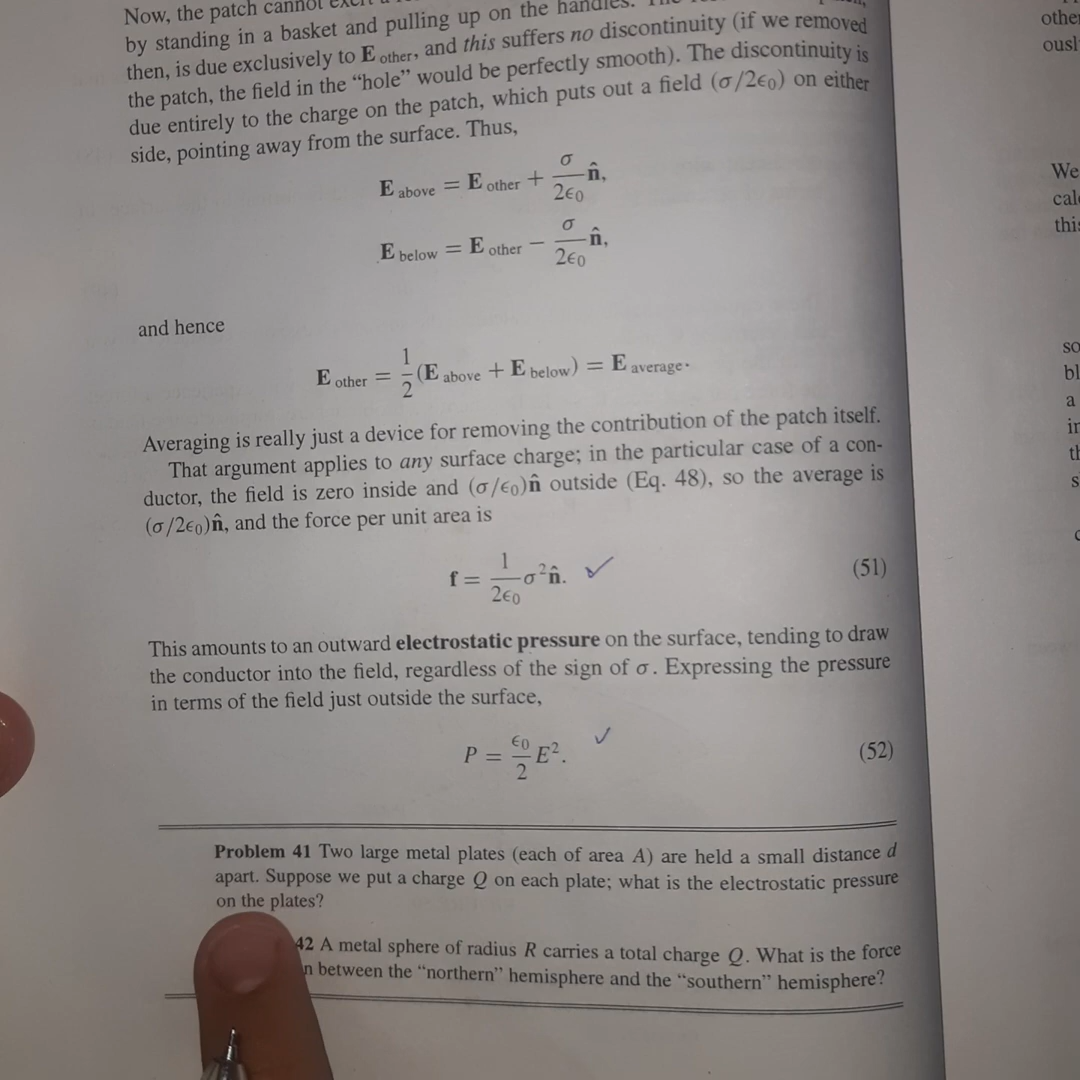 Now, the patch cannot
by standing in a basket and pulling up on the handles.
then, is due exclusively to E other, and this suffers no discontinuity (if we removed
the patch, the field in the “hole” would be perfectly smooth). The discontinuity is
due entirely to the charge on the patch, which puts out a field (σ/2ϵ₀) on either
side, pointing away from the surface. Thus,
E above = E other + σ/2ϵ₀ n̂,
E below = E other − σ/2ϵ₀ n̂,
and hence
E other = 1/2 (E above + E below) = E average.
Averaging is really just a device for removing the contribution of the patch itself.
That argument applies to any surface charge; in the particular case of a con-
ductor, the field is zero inside and (σ/ϵ₀)n̂ outside (Eq. 48), so the average is
(σ/2ϵ₀)n̂, and the force per unit area is
f = 1/2ϵ₀ σ²n̂. ✓ (51)
This amounts to an outward electrostatic pressure on the surface, tending to draw
the conductor into the field, regardless of the sign of σ. Expressing the pressure
in terms of the field just outside the surface,
P = ϵ₀/2 E². ✓ (52)
Problem 41 Two large metal plates (each of area A) are held a small distance d
apart. Suppose we put a charge Q on each plate; what is the electrostatic pressure
on the plates?
42 A metal sphere of radius R carries a total charge Q. What is the force
between the “northern” hemisphere and the “southern” hemisphere?
We
this
so
bl
a